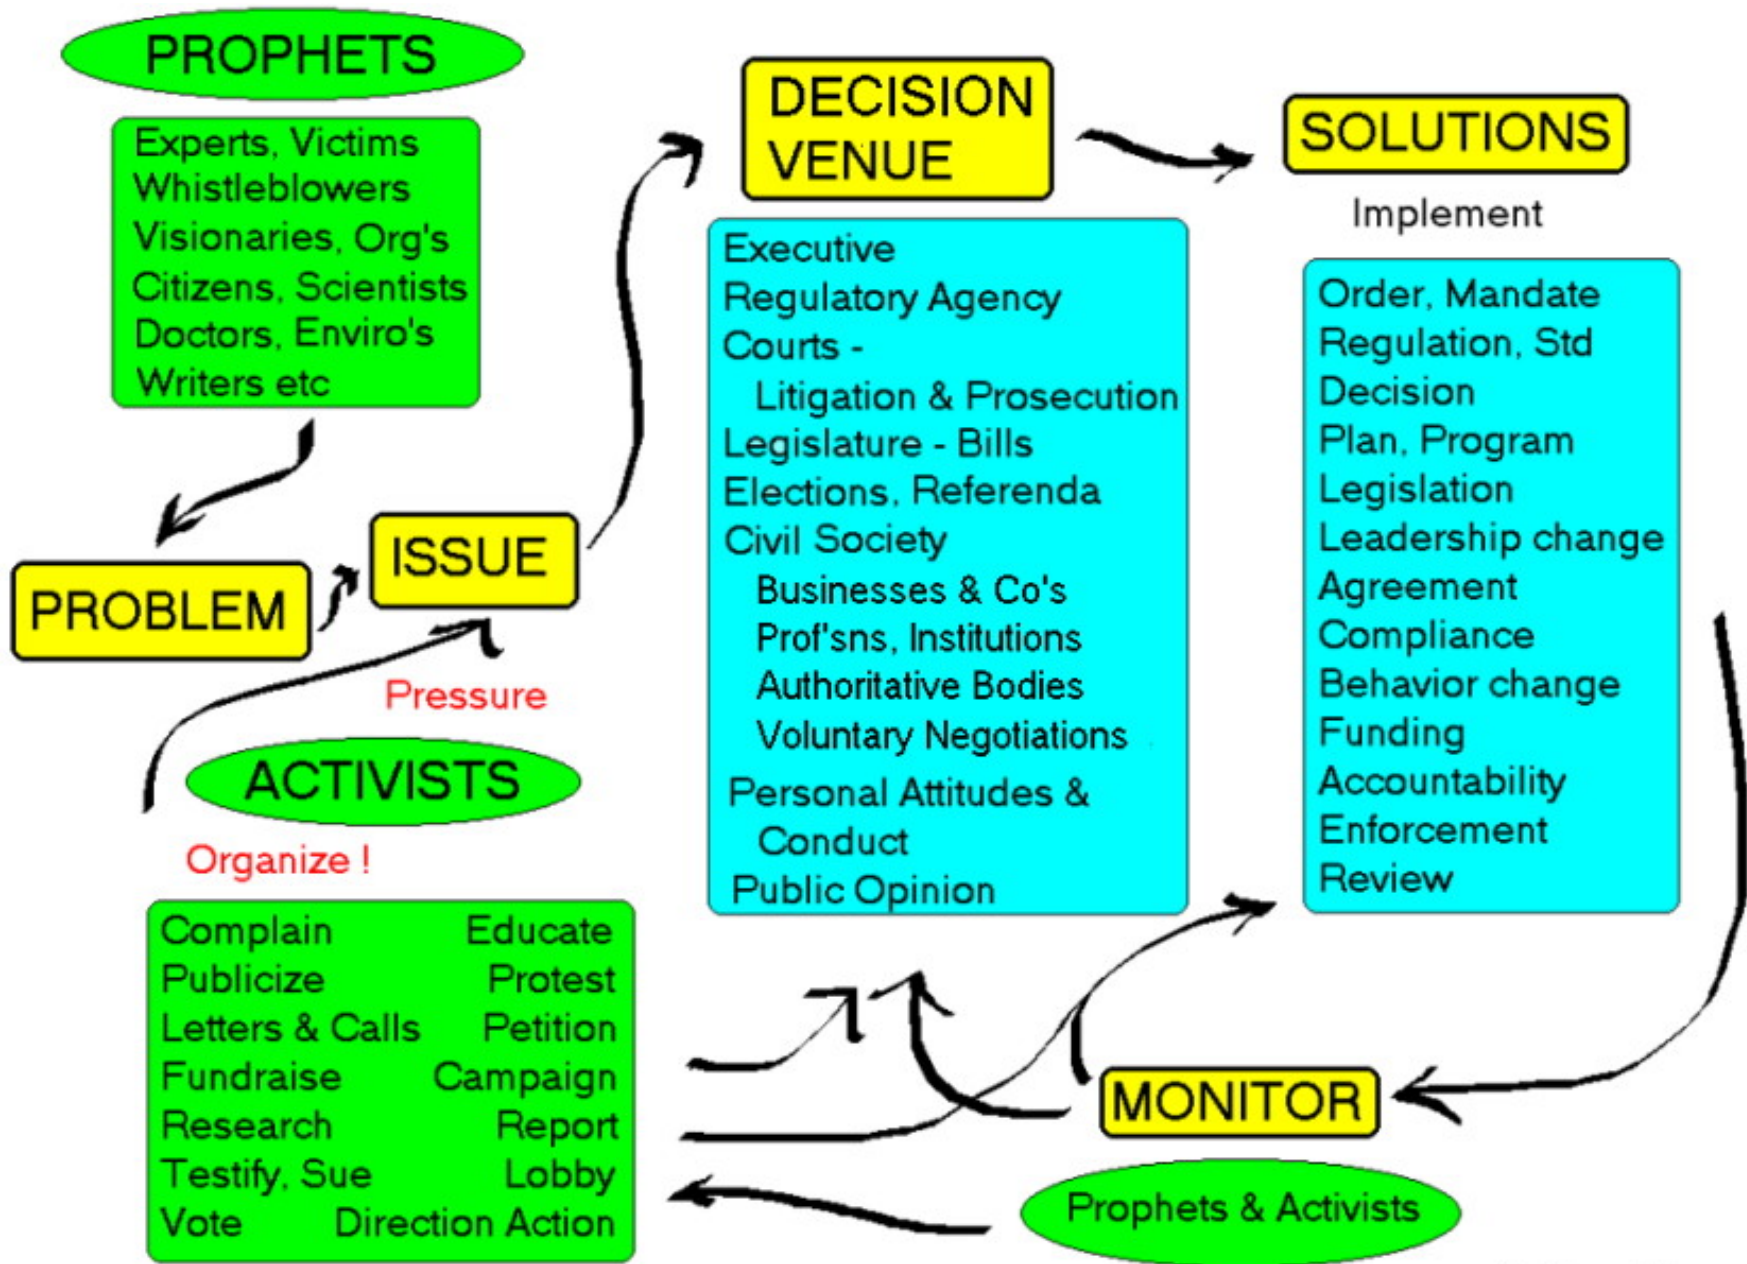 PROPHETS
Experts, Victims
Whistleblowers
Visionaries, Org's
Citizens, Scientists
Doctors, Enviro's
Writers etc
PROBLEM
ISSUE
Pressure
ACTIVISTS
Organize !
Complain Educate
Publicize Protest
Letters & Calls Petition
Fundraise Campaign
Research Report
Testify, Sue Lobby
Vote Direction Action
DECISION
VENUE
Executive
Regulatory Agency
Courts -
Litigation & Prosecution
Legislature - Bills
Elections, Referenda
Civil Society
Businesses & Co's
Prof'sns, Institutions
Authoritative Bodies
Voluntary Negotiations
Personal Attitudes &
Conduct
Public Opinion
SOLUTIONS
Implement
Order, Mandate
Regulation, Std
Decision
Plan, Program
Legislation
Leadership change
Agreement
Compliance
Behavior change
Funding
Accountability
Enforcement
Review
MONITOR
Prophets & Activists